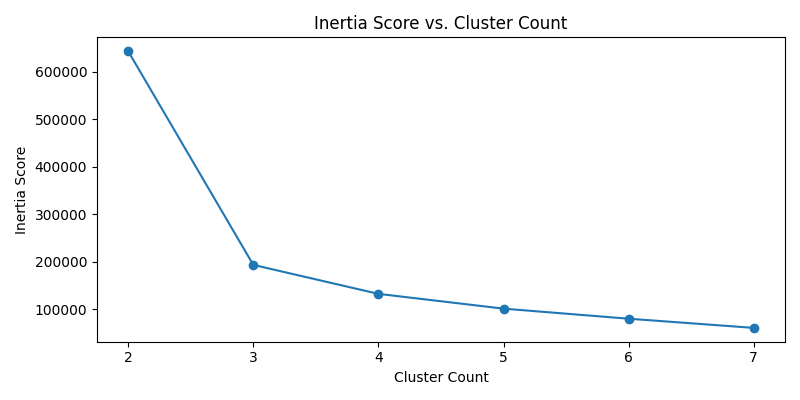 Inertia Score vs. Cluster Count
600000
500000
400000
300000
200000
100000
Inertia Score
2 3 4 5 6 7
Cluster Count